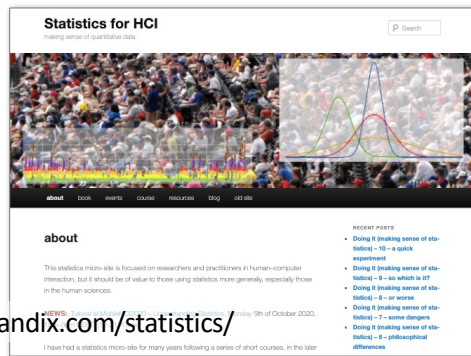 Statistics for HCI
making sense of quantitative data
Search
about book events course resources blog old site
about
This statistics micro-site is focused on researchers and practitioners in human–computer
interaction, but it should be of value to those using statistics more generally, especially those
in the human sciences.
NEWS: Tutorial at Statistics, Monday 5th of October 2020,
andix.com/statistics/
I have had a statistics micro-site for many years following a series of short courses, in the later
RECENT POSTS
Doing it (making sense of sta-
tistics) – 10 – a quick
experiment
Doing it (making sense of sta-
tistics) – 9 – so which is it?
Doing it (making sense of sta-
tistics) – 8 – or worse
Doing it (making sense of sta-
tistics) – 7 – some dangers
Doing it (making sense of sta-
tistics) – 6 – philosophical
differences